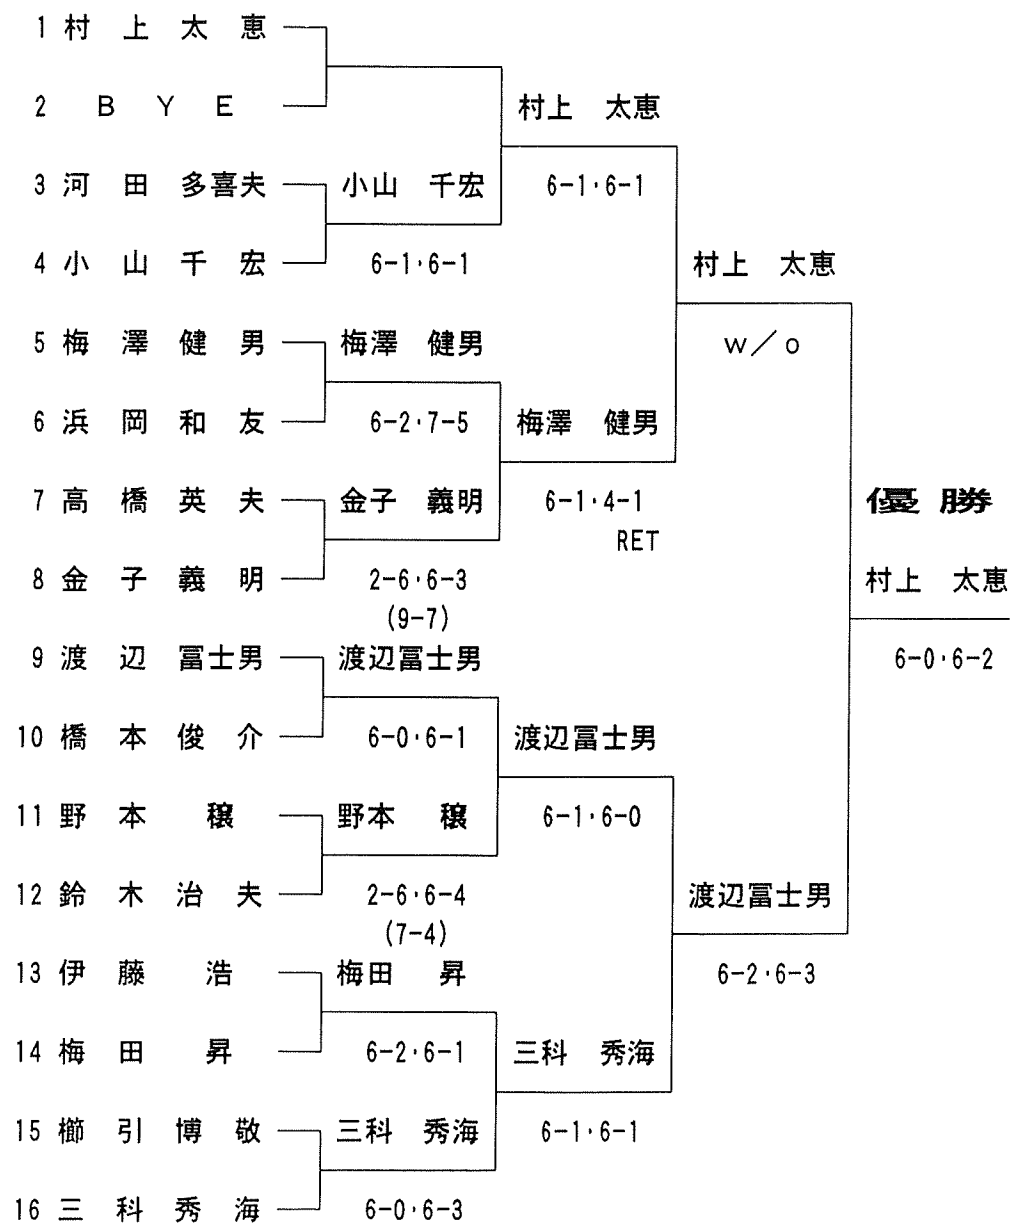 1 村 上 太 恵
2 B Y E
村上 太恵
3 河 田 多喜夫
小山 千宏
6-1・6-1
4 小 山 千 宏
6-1・6-1
村上 太恵
5 梅 澤 健 男
梅澤 健男
w/o
6 浜 岡 和 友
6-2・7-5
梅澤 健男
7 高 橋 英 夫
金子 義明
6-1・4-1
RET
優 勝
8 金 子 義 明
2-6・6-3
(9-7)
村上 太恵
9 渡 辺 冨士男
渡辺冨士男
6-0・6-2
10 橋 本 俊 介
6-0・6-1
渡辺冨士男
11 野 本 穣
野本 穣
6-1・6-0
12 鈴 木 治 夫
2-6・6-4
(7-4)
渡辺冨士男
13 伊 藤 浩
梅田 昇
6-2・6-3
14 梅 田 昇
6-2・6-1
三科 秀海
15 櫛 引 博 敬
三科 秀海
6-1・6-1
16 三 科 秀 海
6-0・6-3